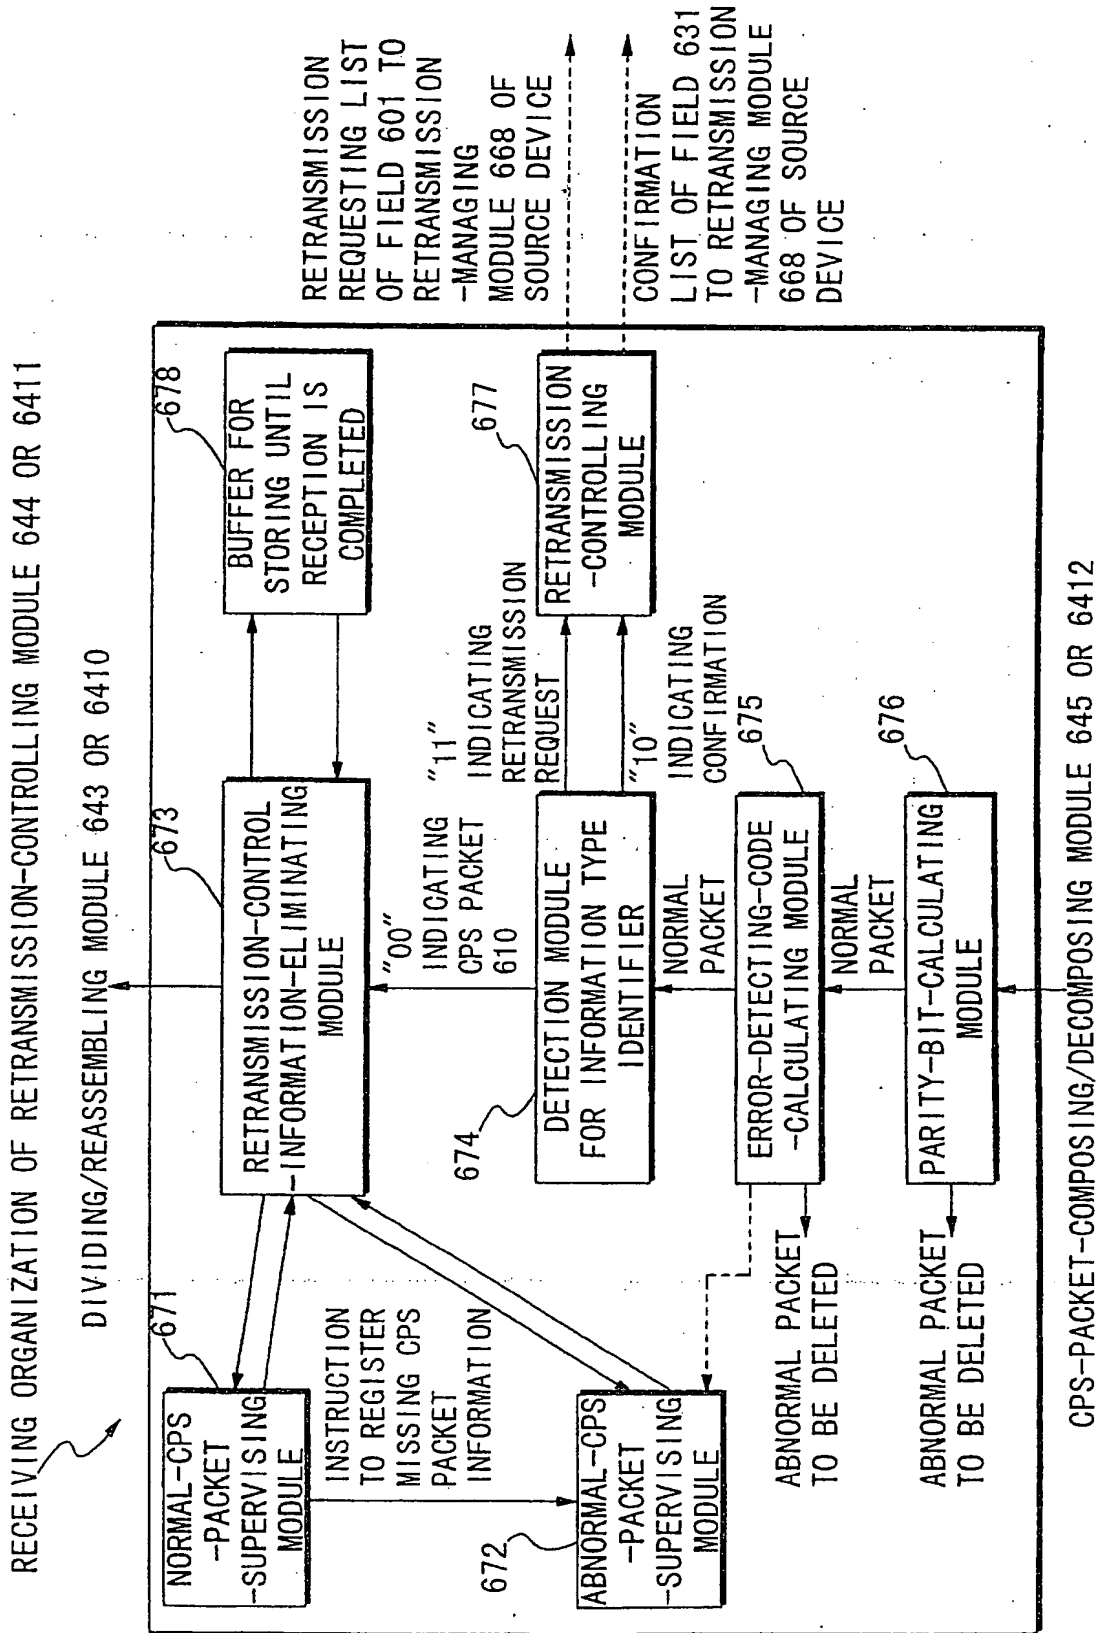 RECEIVING ORGANIZATION OF RETRANSMISSION-CONTROLLING MODULE 644 OR 6411
DIVIDING/REASSEMBLING MODULE 643 OR 6410
671
NORMAL-CPS
-PACKET
-SUPERVISING
MODULE
673
RETRANSMISSION-CONTROL
-INFORMATION-ELIMINATING
MODULE
678
BUFFER FOR
STORING UNTIL
RECEPTION IS
COMPLETED
RETRANSMISSION
REQUESTING LIST
OF FIELD 601 TO
RETRANSMISSION
-MANAGING
MODULE 668 OF
SOURCE DEVICE
INSTRUCTION
TO REGISTER
MISSING CPS
PACKET
INFORMATION
"00"
INDICATING
CPS PACKET
610
"11"
INDICATING
RETRANSMISSION
REQUEST
677
RETRANSMISSION
-CONTROLLING
MODULE
674
DETECTION MODULE
FOR INFORMATION TYPE
IDENTIFIER
"10"
INDICATING
CONFIRMATION
CONFIRMATION
LIST OF FIELD 631
TO RETRANSMISSION
-MANAGING MODULE
668 OF SOURCE
DEVICE
672
ABNORMAL-CPS
-PACKET
-SUPERVISING
MODULE
NORMAL
PACKET
675
ERROR-DETECTING-CODE
-CALCULATING MODULE
ABNORMAL PACKET
TO BE DELETED
NORMAL
PACKET
676
PARITY-BIT-CALCULATING
MODULE
ABNORMAL PACKET
TO BE DELETED
CPS-PACKET-COMPOSING/DECOMPOSING MODULE 645 OR 6412